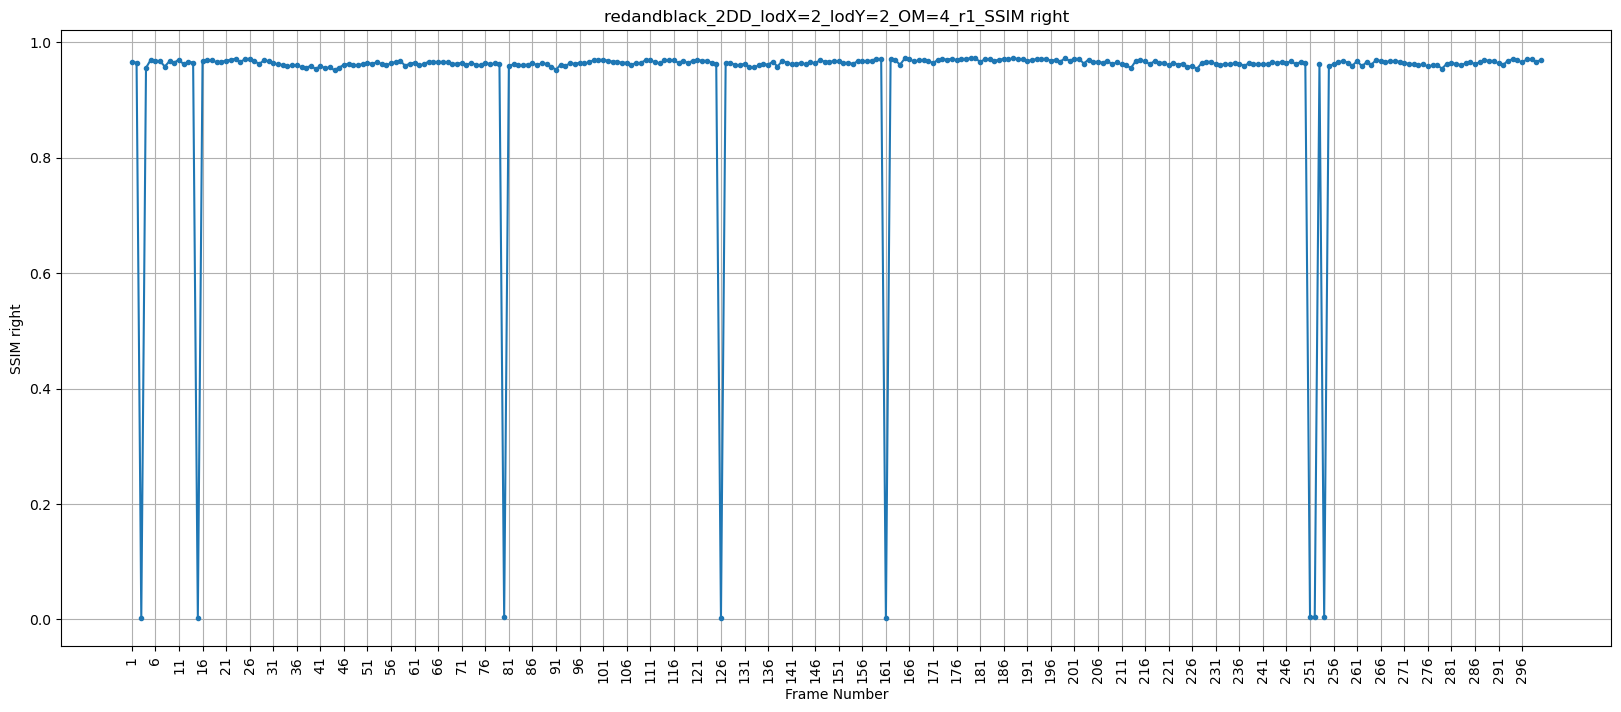 redandblack_2DD_lodX=2_lodY=2_OM=4_r1_SSIM right
1.0
0.8
0.6
0.4
0.2
0.0
SSIM right
1 6 11 16 21 26 31 36 41 46 51 56 61 66 71 76 81 86 91 96 101 106 111 116 121 126 131 136 141 146 151 156 161 166 171 176 181 186 191 196 201 206 211 216 221 226 231 236 241 246 251 256 261 266 271 276 281 286 291 296
Frame Number